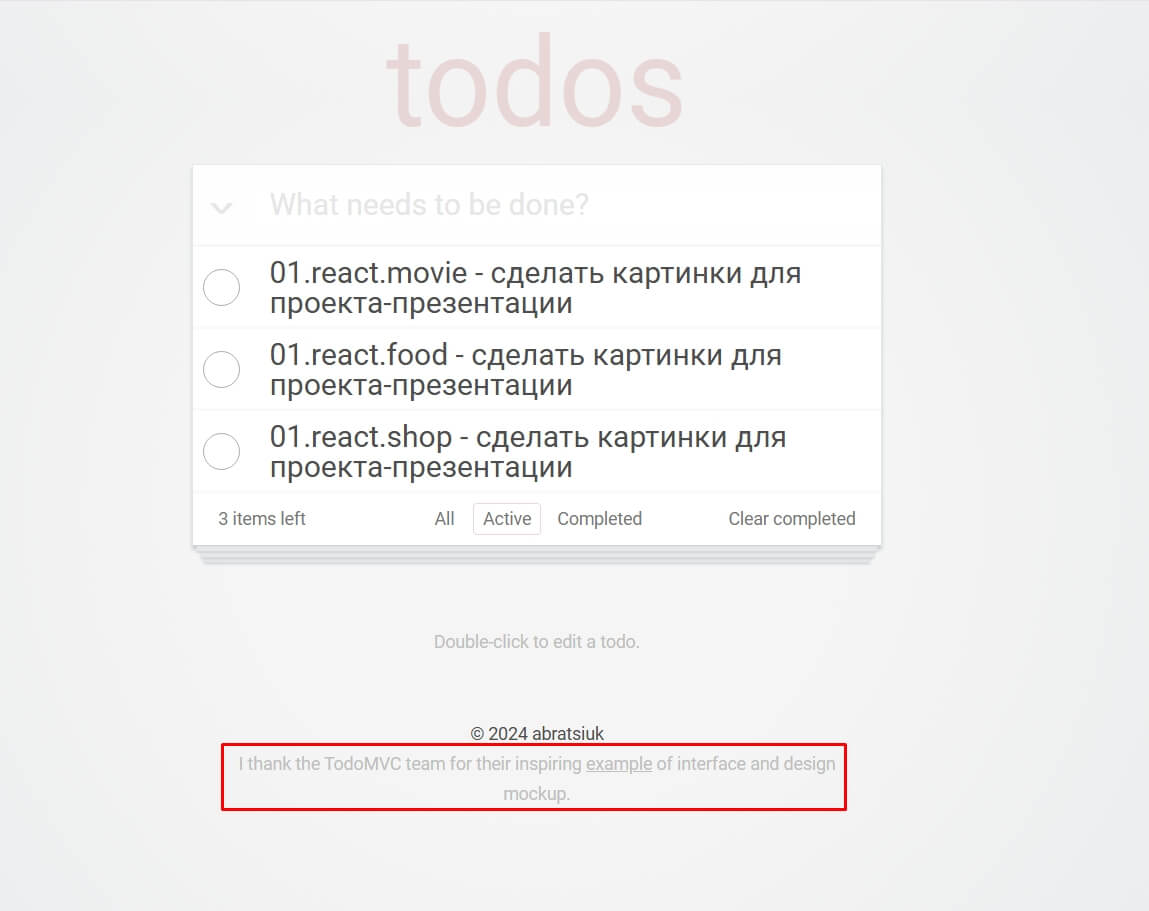 todos
What needs to be done?
01.react.movie - сделать картинки для
проекта-презентации
01.react.food - сделать картинки для
проекта-презентации
01.react.shop - сделать картинки для
проекта-презентации
3 items left All Active Completed Clear completed
Double-click to edit a todo.
© 2024 abratsiuk
I thank the TodoMVC team for their inspiring example of interface and design
mockup.